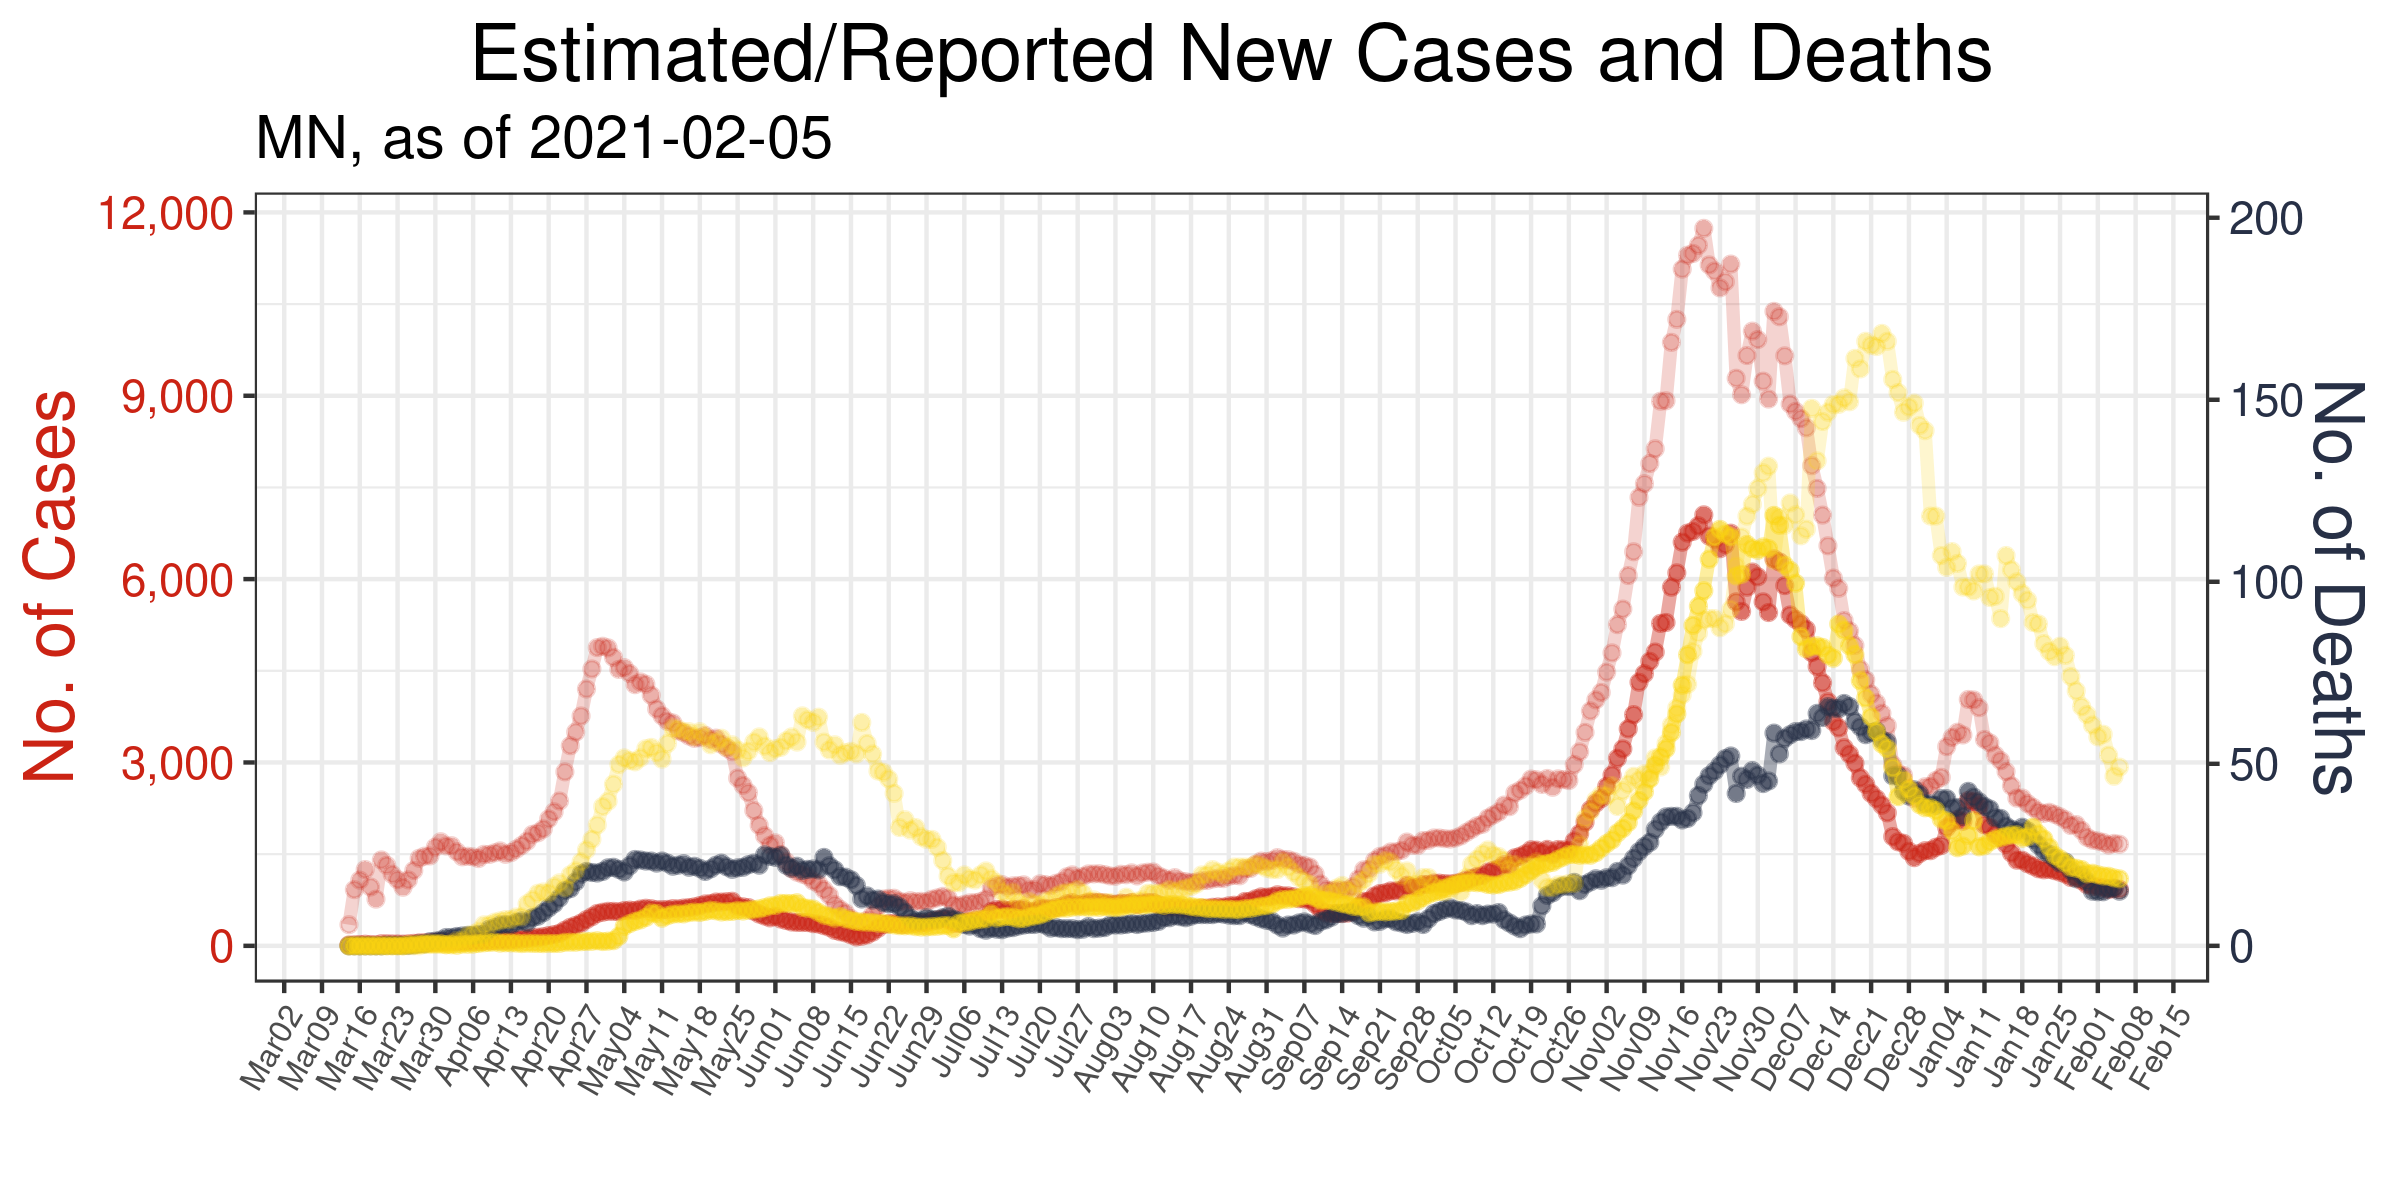 Estimated/Reported New Cases and Deaths
MN, as of 2021-02-05
No. of Cases
12,000
9,000
6,000
3,000
0
No. of Deaths
200
150
100
50
0
Mar02
Mar09
Mar16
Mar23
Mar30
Apr06
Apr13
Apr20
Apr27
May04
May11
May18
May25
Jun01
Jun08
Jun15
Jun22
Jun29
Jul06
Jul13
Jul20
Jul27
Aug03
Aug10
Aug17
Aug24
Aug31
Sep07
Sep14
Sep21
Sep28
Oct05
Oct12
Oct19
Oct26
Nov02
Nov09
Nov16
Nov23
Nov30
Dec07
Dec14
Dec21
Dec28
Jan04
Jan11
Jan18
Jan25
Feb01
Feb08
Feb15